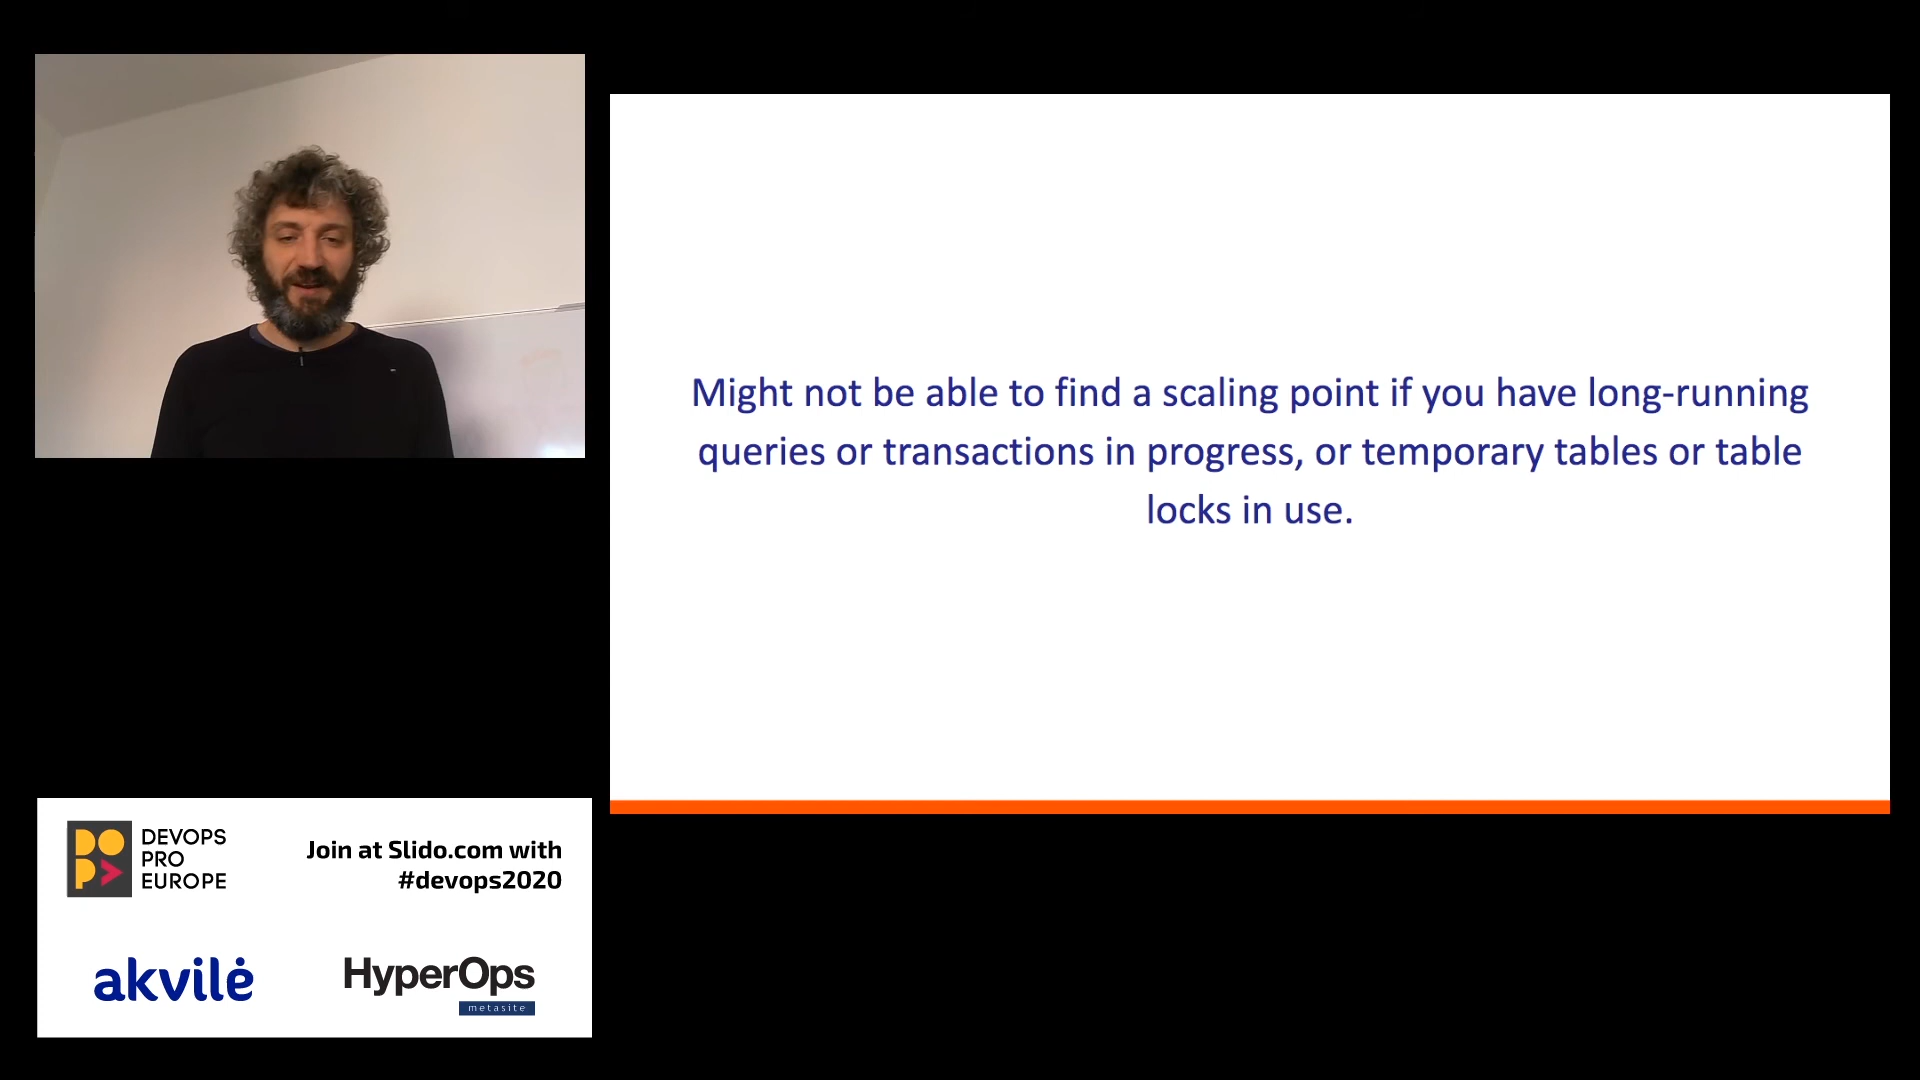 Might not be able to find a scaling point if you have long-running
queries or transactions in progress, or temporary tables or table
locks in use.
DEVOPS
PRO
EUROPE
Join at Slido.com with
#devops2020
akvilė
HyperOps
metasite